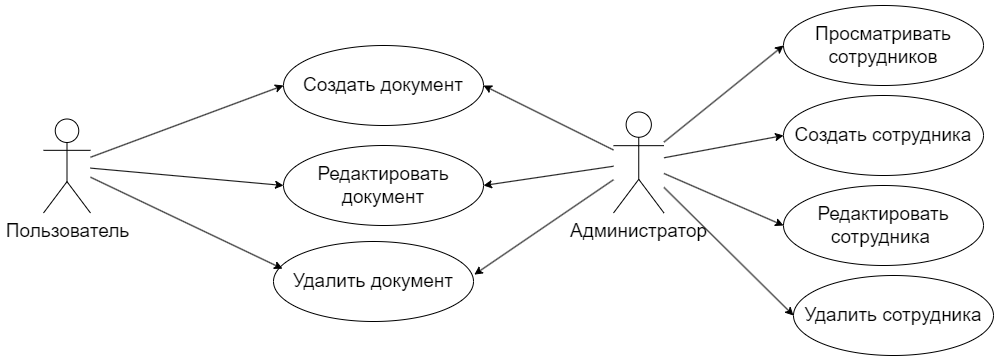 Просматривать
сотрудников
Создать документ
Создать сотрудника
Редактировать
документ
Редактировать
сотрудника
Пользователь
Администратор
Удалить документ
Удалить сотрудника